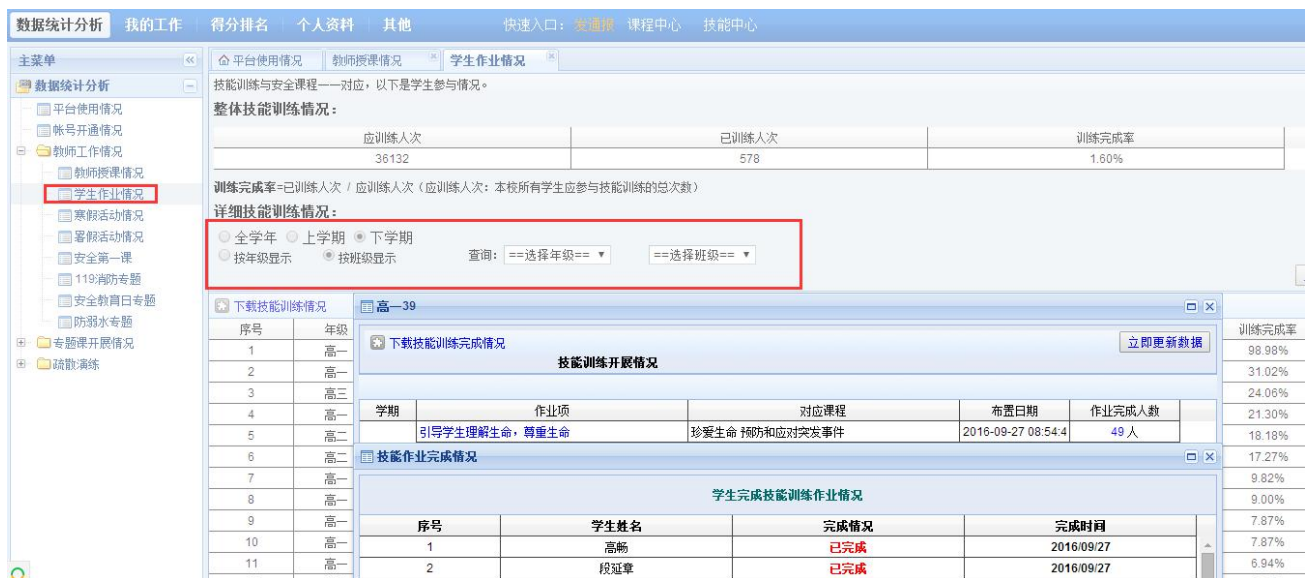 数据统计分析 我的工作 得分排名 个人资料 其他 快速入口: 发通报 课程中心 技能中心
主菜单
数据统计分析
平台使用情况
帐号开通情况
教师工作情况
教师授课情况
学生作业情况
寒假活动情况
暑假活动情况
安全第一课
119消防专题
安全教育日专题
防弱水专题
专题课开展情况
疏散演练
平台使用情况 教师授课情况 学生作业情况
技能训练与安全课程一一对应，以下是学生参与情况。
整体技能训练情况：
应训练人次 已训练人次 训练完成率
36132 578 1.60%
训练完成率=已训练人次 / 应训练人次（应训练人次：本校所有学生应参与技能训练的总次数）
详细技能训练情况：
全学年 上学期 下学期
按年级显示 按班级显示 查询: ==选择年级== ==选择班级==
下载技能训练情况
序号 年级 训练完成率
1 高一 98.98%
2 高一 31.02%
3 高三 24.06%
4 高一 21.30%
5 高二 18.18%
6 高二 17.27%
7 高一 9.82%
8 高一 9.00%
9 高一 7.87%
10 高一 7.87%
11 高一 6.94%
高一39
下载技能训练完成情况 立即更新数据
技能训练开展情况
学期 作业项 对应课程 布置日期 作业完成人数
引导学生理解生命，尊重生命 珍爱生命 预防和应对突发事件 2016-09-27 08:54:4 49 人
技能作业完成情况
学生完成技能训练作业情况
序号 学生姓名 完成情况 完成时间
1 高畅 已完成 2016/09/27
2 段延章 已完成 2016/09/27